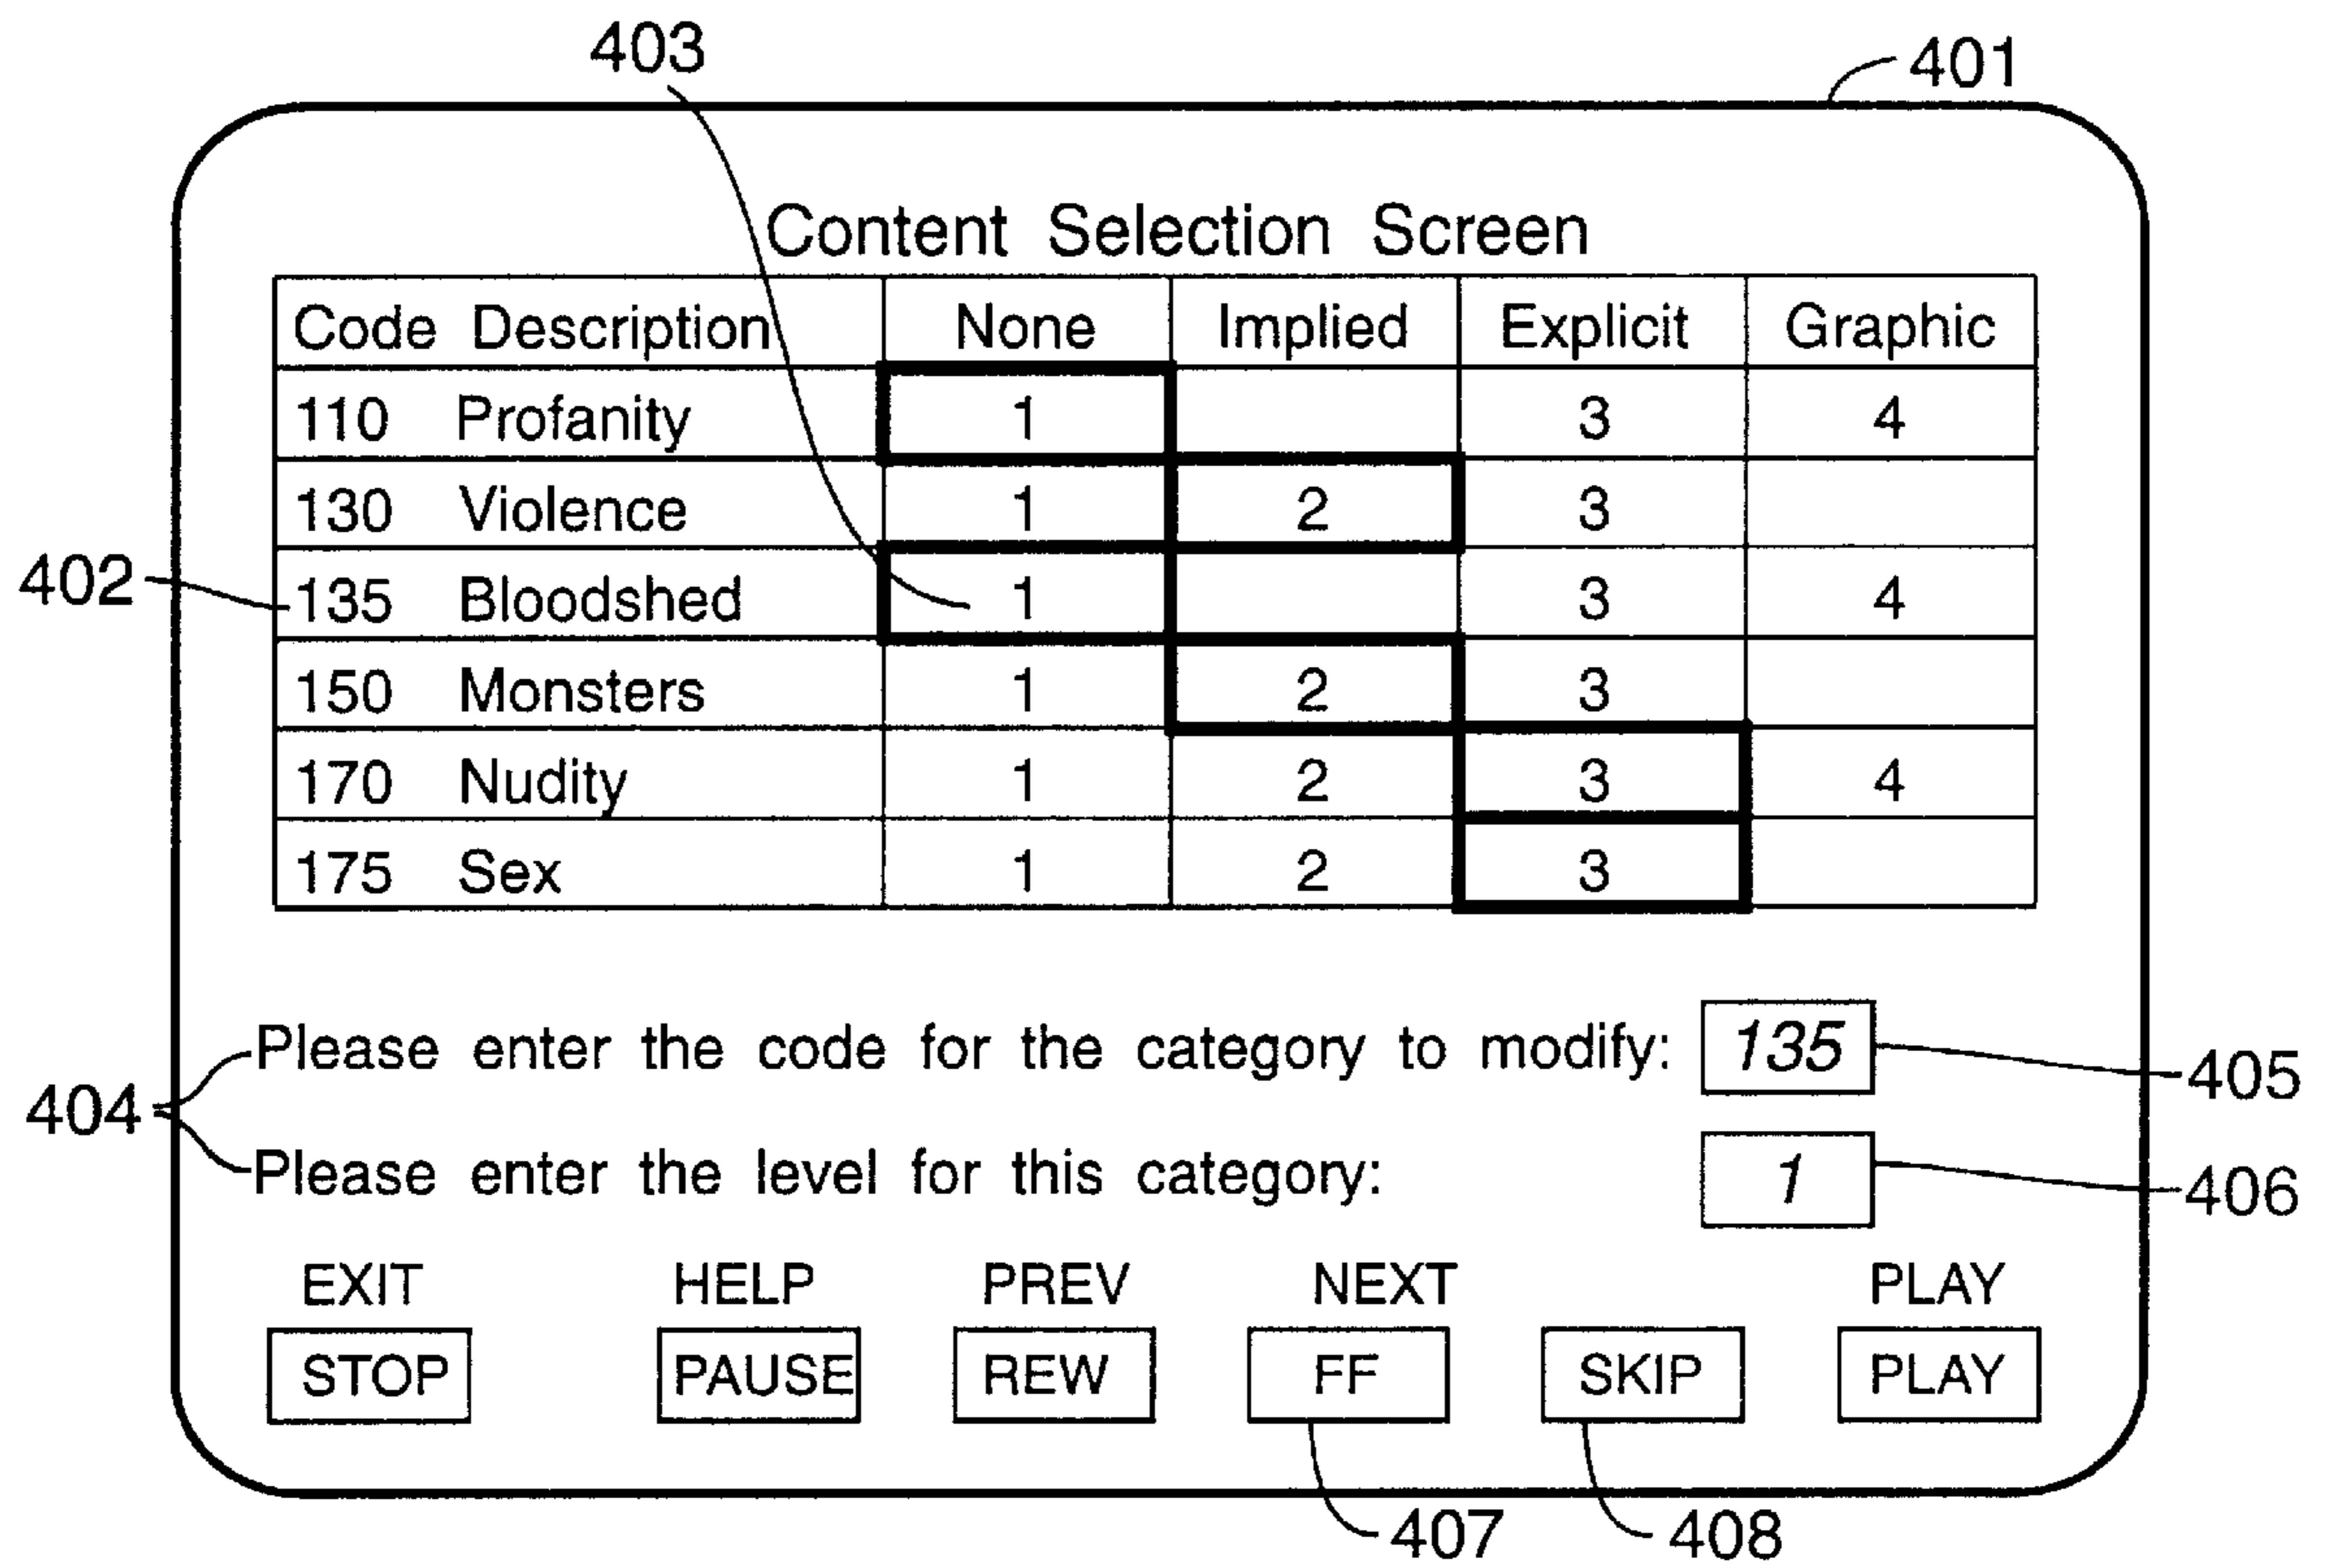 403
401
Content Selection Screen
Code Description None Implied Explicit Graphic
110 Profanity 1 3 4
130 Violence 1 2 3
402
135 Bloodshed 1 3 4
150 Monsters 1 2 3
170 Nudity 1 2 3 4
175 Sex 1 2 3
Please enter the code for the category to modify: 135
405
404
Please enter the level for this category: 1
406
EXIT HELP PREV NEXT PLAY
STOP PAUSE REW FF SKIP PLAY
407 408